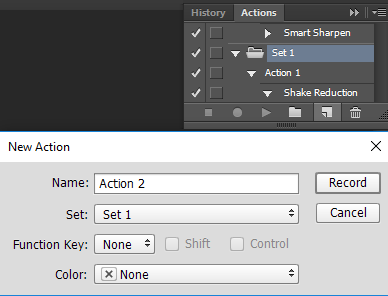 History Actions
Smart Sharpen
Set 1
Action 1
Shake Reduction
New Action
Name: Action 2 Record
Set: Set 1 Cancel
Function Key: None Shift Control
Color: None